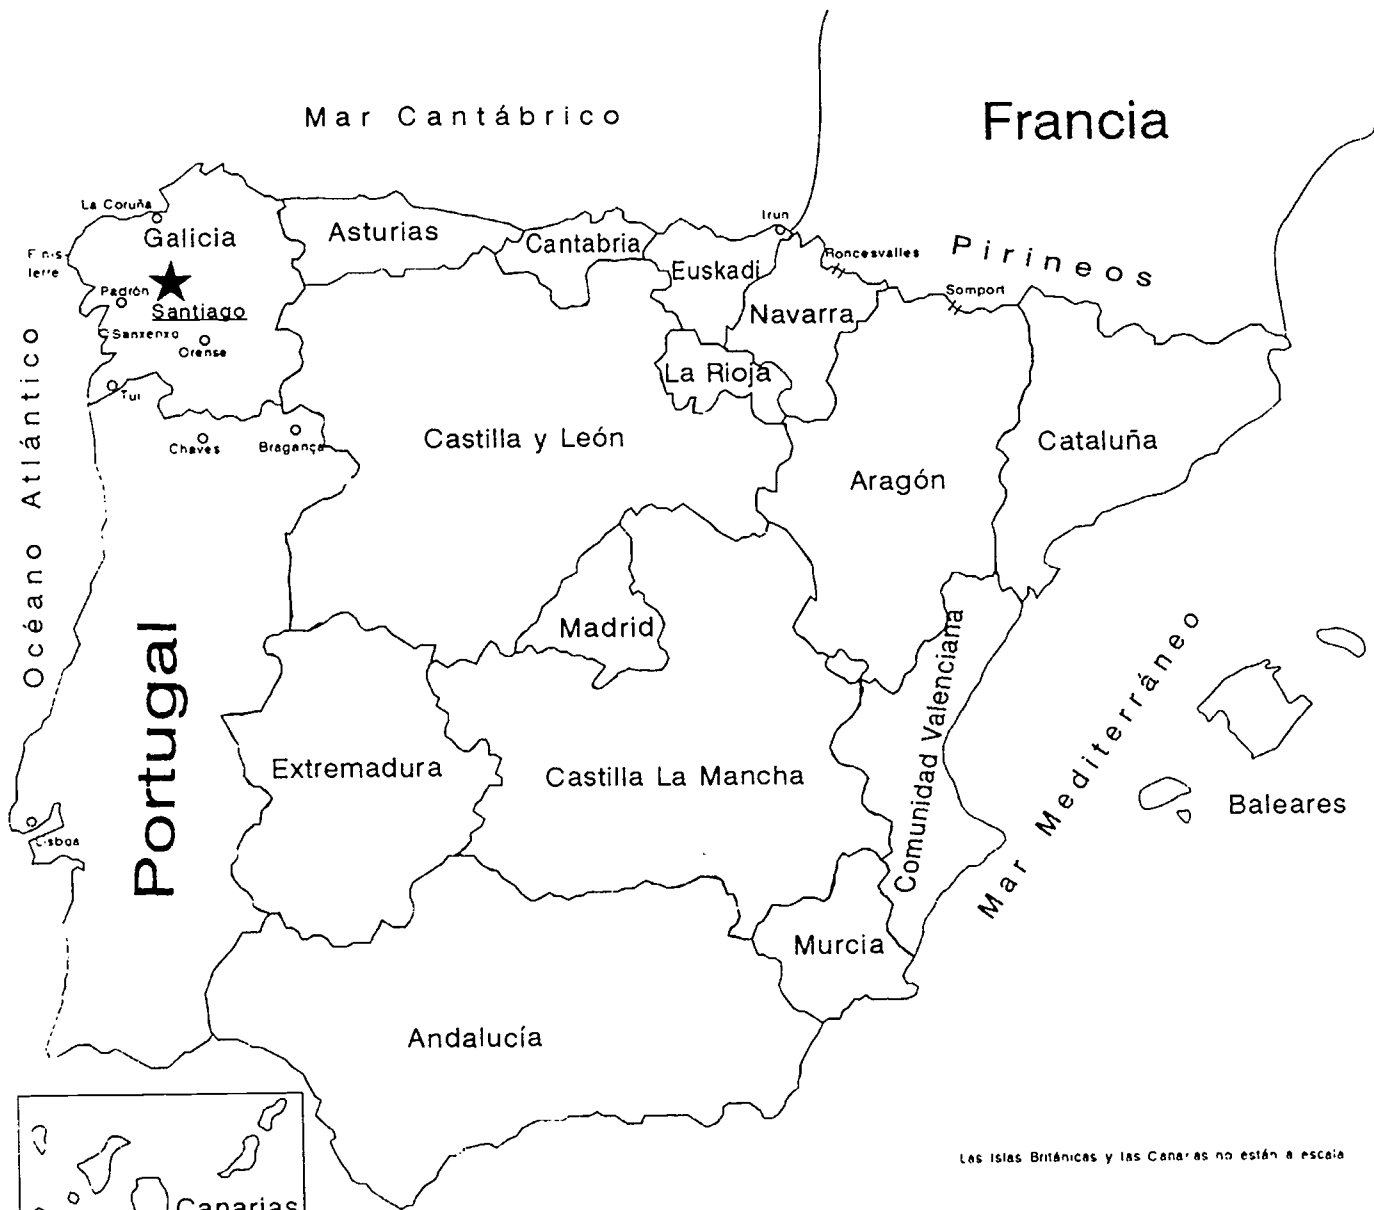 Mar Cantábrico
Francia
La Coruña
Galicia
Asturias
Cantabria
Irun
Pirineos
Finis
terre
Euskadi
Roncesvalles
Padrón
Santiago
Somport
Navarra
Sanxenxo
Orense
La Rioja
Tui
Océano Atlántico
Chaves
Bragança
Castilla y León
Cataluña
Aragón
Madrid
Portugal
Comunidad Valenciana
Mar Mediterráneo
Extremadura
Castilla La Mancha
Baleares
Lisboa
Murcia
Andalucía
Las Islas Británicas y las Canarias no están a escala
Canarias